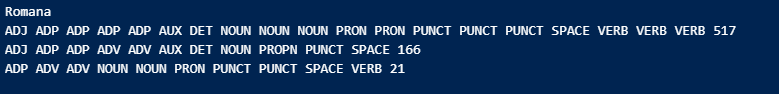 Romana
ADJ ADP ADP ADP ADP AUX DET NOUN NOUN NOUN PRON PRON PUNCT PUNCT PUNCT SPACE VERB VERB VERB 517
ADJ ADP ADP ADV ADV AUX DET NOUN PROPN PUNCT SPACE 166
ADP ADV ADV NOUN NOUN PRON PUNCT PUNCT SPACE VERB 21